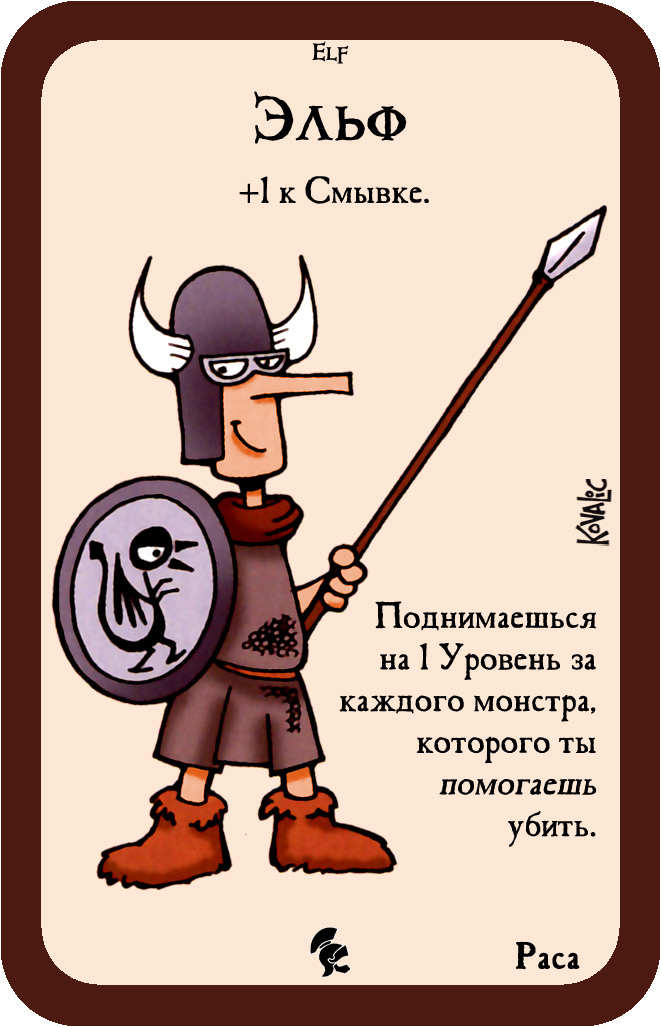 Elf
Эльф
+1 к Смывке.
Kovalic
Поднимаешься
на 1 Уровень за
каждого монстра,
которого ты
помогаешь
убить.
Раса